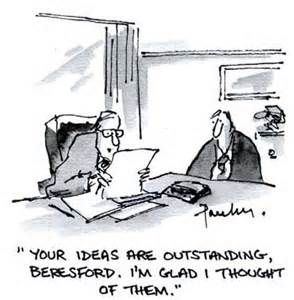 "YOUR IDEAS ARE OUTSTANDING,
BERESFORD. I'M GLAD I THOUGHT
OF THEM."